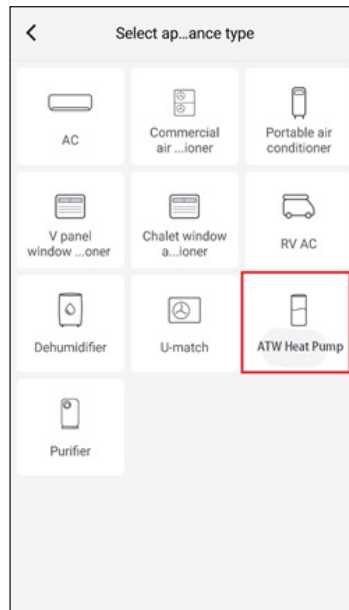 Select ap...ance type
AC
Commercial
air ...ioner
Portable air
conditioner
V panel
window ...oner
Chalet window
a...ioner
RV AC
Dehumidifier
U-match
ATW Heat Pump
Purifier